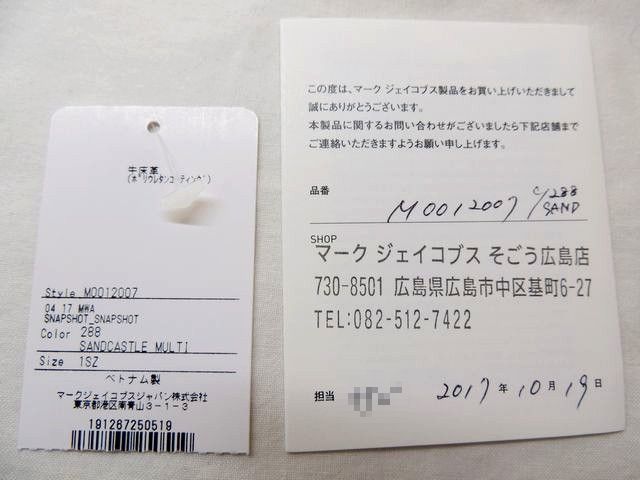 牛床革
(ポリウレタンコーティング)
Style M0012007
04 17 MWA
SNAPSHOT SNAPSHOT
Color 288
SANDCASTLE MULTI
Size 1SZ
ベトナム製
マークジェイコブスジャパン株式会社
東京都港区南青山3-1-3
191267250519
この度は、マーク ジェイコブス製品をお買い上げいただきまして
誠にありがとうございます。
本製品に関するお問い合わせがございましたら下記店舗まで
ご連絡いただきますようお願い申し上げます。
品番 M0012007 C/288
SAND
SHOP
マーク ジェイコブス そごう広島店
730-8501 広島県広島市中区基町6-27
TEL:082-512-7422
担当 2017年10月19日